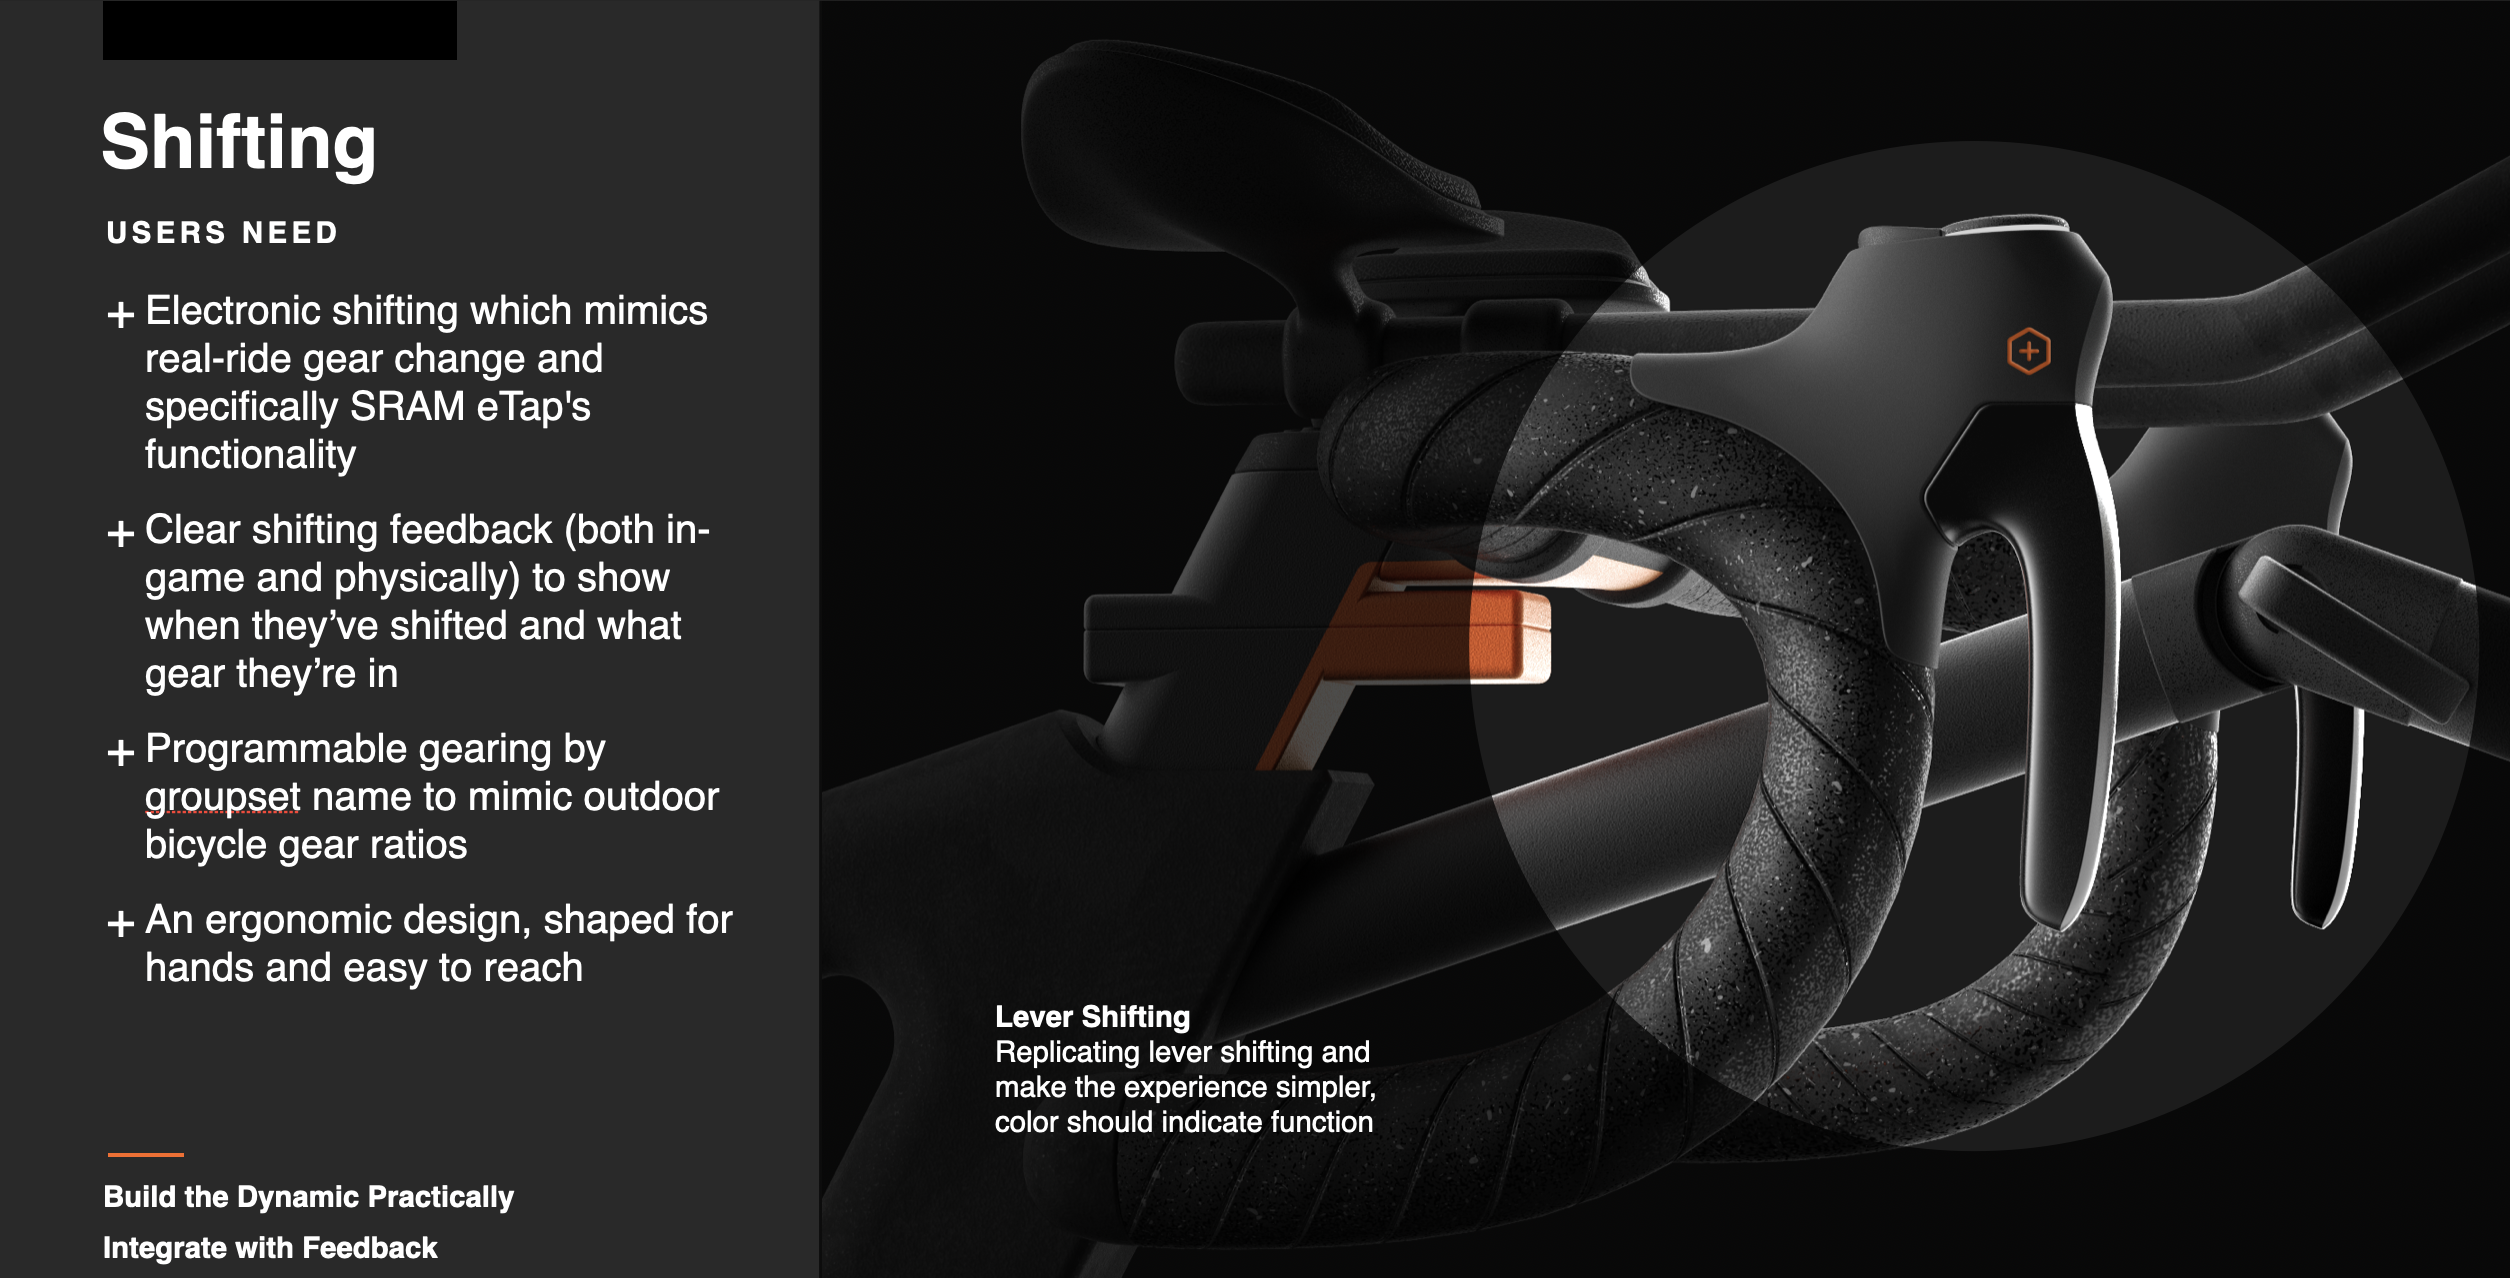 Shifting
USERS NEED
+ Electronic shifting which mimics
real-ride gear change and
specifically SRAM eTap's
functionality
+ Clear shifting feedback (both in-
game and physically) to show
when they’ve shifted and what
gear they’re in
+ Programmable gearing by
groupset name to mimic outdoor
bicycle gear ratios
+ An ergonomic design, shaped for
hands and easy to reach
Build the Dynamic Practically
Integrate with Feedback
Lever Shifting
Replicating lever shifting and
make the experience simpler,
color should indicate function